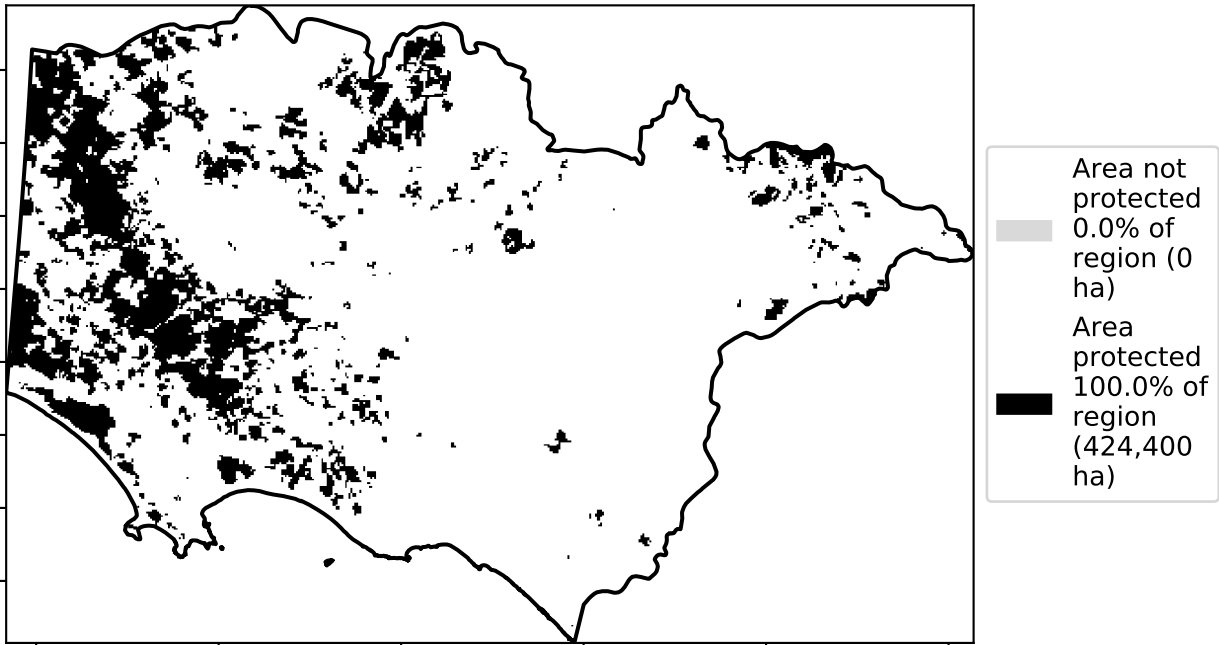 Area not
protected
0.0% of
region (0
ha)
Area
protected
100.0% of
region
(424,400
ha)